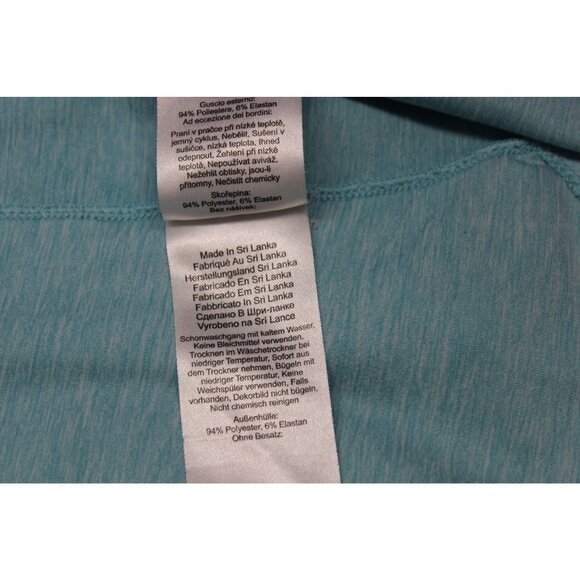 Guscio esterno:
94% Poliestere, 6% Elastan
Ad eccezione dei bordini:
Praní v pračce při nízké teplotě,
jemný cyklus, Nebělit, Sušení v
sušičce, nízká teplota, Ihned
odepnout, Žehlení při nízké
teplotě, Nepoužívat aviváž,
Nežehlit obtisky, jsou-li
přítomny, Nečistit chemicky
Skořepina:
94% Polyester, 6% Elastan
Bez nášivek:
Made In Sri Lanka
Fabriqué Au Sri Lanka
Herstellungsland Sri Lanka
Fabricado En Sri Lanka
Fabricado Em Sri Lanka
Fabbricato In Sri Lanka
Сделано В Шри-ланке
Vyrobeno na Srí Lance
Schonwaschgang mit kaltem Wasser,
Keine Bleichmittel verwenden,
Trocknen im Wäschetrockner bei
niedriger Temperatur, Sofort aus
dem Trockner nehmen, Bügeln mit
niedriger Temperatur, Keine
Weichspüler verwenden, Falls
vorhanden, Dekorbild nicht bügeln,
Nicht chemisch reinigen
Außenhülle:
94% Polyester, 6% Elastan
Ohne Besatz: